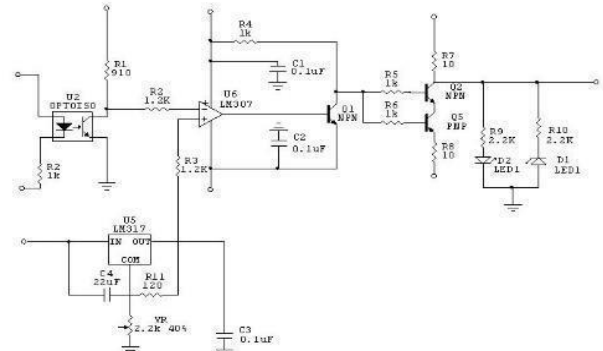 R4
1k
R1
910
C1
0.1uF
R7
10
U2
OPTOISO
R2
1.2K
U6
LM307
R5
1k
Q2
NPN
Q1
NPN
R6
1k
Q5
PNP
R9
2.2K
R10
2.2K
C2
0.1uF
R8
10
D2
LED1
D1
LED1
R2
1k
R3
1.2K
U5
LM317
IN OUT
COM
C4
22uF
R11
120
VR
2.2k 40%
C3
0.1uF